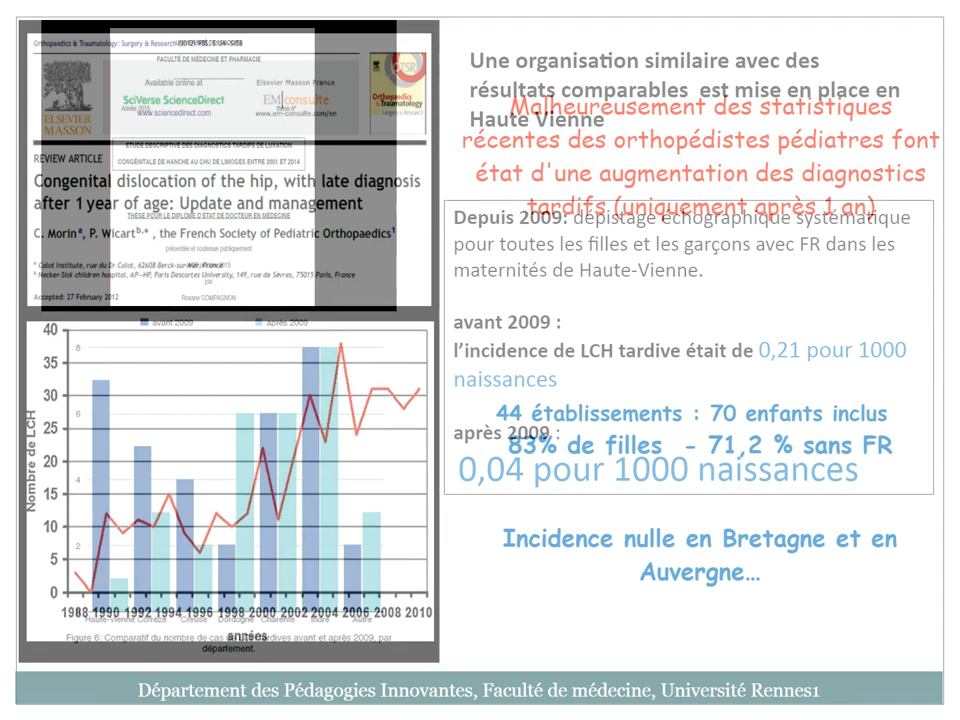 Orthopaedics & Traumatology: Surgery & Research
FACULTÉ DE MÉDECINE ET PHARMACIE
Available online at
Elsevier Masson France
SciVerse ScienceDirect
EM|consulte
www.sciencedirect.com
www.em-consulte.com/en
Année 2015
ELSEVIER
MASSON
Orthopaedics
& Traumatology
ETUDE DESCRIPTIVE DES DIAGNOSTICS TARDIFS DE LUXATION
CONGÉNITALE DE HANCHE AU CHU DE LIMOGES ENTRE 2001 ET 2014
REVIEW ARTICLE
Congenital dislocation of the hip, with late diagnosis
after 1 year of age: Update and management
THÈSE POUR LE DIPLÔME D'ÉTAT DE DOCTEUR EN MÉDECINE
C. Morin a, P. Wicart b,*, the French Society of Pediatric Orthopaedics 1
présentée et soutenue publiquement
a Calot Institute, rue du Dr Calot, 62608 Berck-sur-Mer, France
b Necker-Sick children hospital, AP–HP, Paris Descartes University, 149, rue de Sèvres, 75015 Paris, France
par
Accepted: 27 February 2012
Roxane COMPAGNON
avant 2009
après 2009
Nombre de LCH
40
35
30
25
20
15
10
5
0
8
6
4
2
1988 1990 1992 1994 1996 1998 2000 2002 2004 2006 2008 2010
Haute-Vienne Corrèze Creuse Dordogne Charente Indre Autre
années
Figure 6: Comparatif du nombre de cas de tardives avant et après 2009, par
département.
Une organisation similaire avec des
résultats comparables est mise en place en
Haute Vienne
Malheureusement des statistiques
récentes des orthopédistes pédiatres font
état d'une augmentation des diagnostics
tardifs (uniquement après 1 an)
Depuis 2009: dépistage échographique systématique
pour toutes les filles et les garçons avec FR dans les
maternités de Haute-Vienne.
avant 2009 :
l'incidence de LCH tardive était de 0,21 pour 1000
naissances
44 établissements : 70 enfants inclus
après 2009 :
83% de filles - 71,2 % sans FR
0,04 pour 1000 naissances
Incidence nulle en Bretagne et en
Auvergne…
Département des Pédagogies Innovantes, Faculté de médecine, Université Rennes1